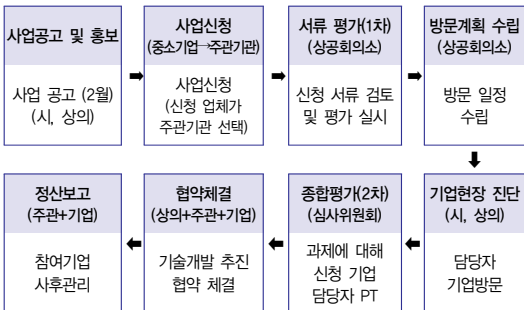 사업공고 및 홍보
사업 공고 (2월)
(시, 상의)
➡
사업신청
(중소기업→주관기관)
사업신청
(신청 업체가
주관기관 선택)
➡
서류 평가(1차)
(상공회의소)
신청 서류 검토
및 평가 실시
➡
방문계획 수립
(상공회의소)
방문 일정
수립
⬇
기업현장 진단
(시, 상의)
담당자
기업방문
⬅
종합평가(2차)
(심사위원회)
과제에 대해
신청 기업
담당자 PT
⬅
협약체결
(상의+주관+기업)
기술개발 추진
협약 체결
⬅
정산보고
(주관+기업)
참여기업
사후관리